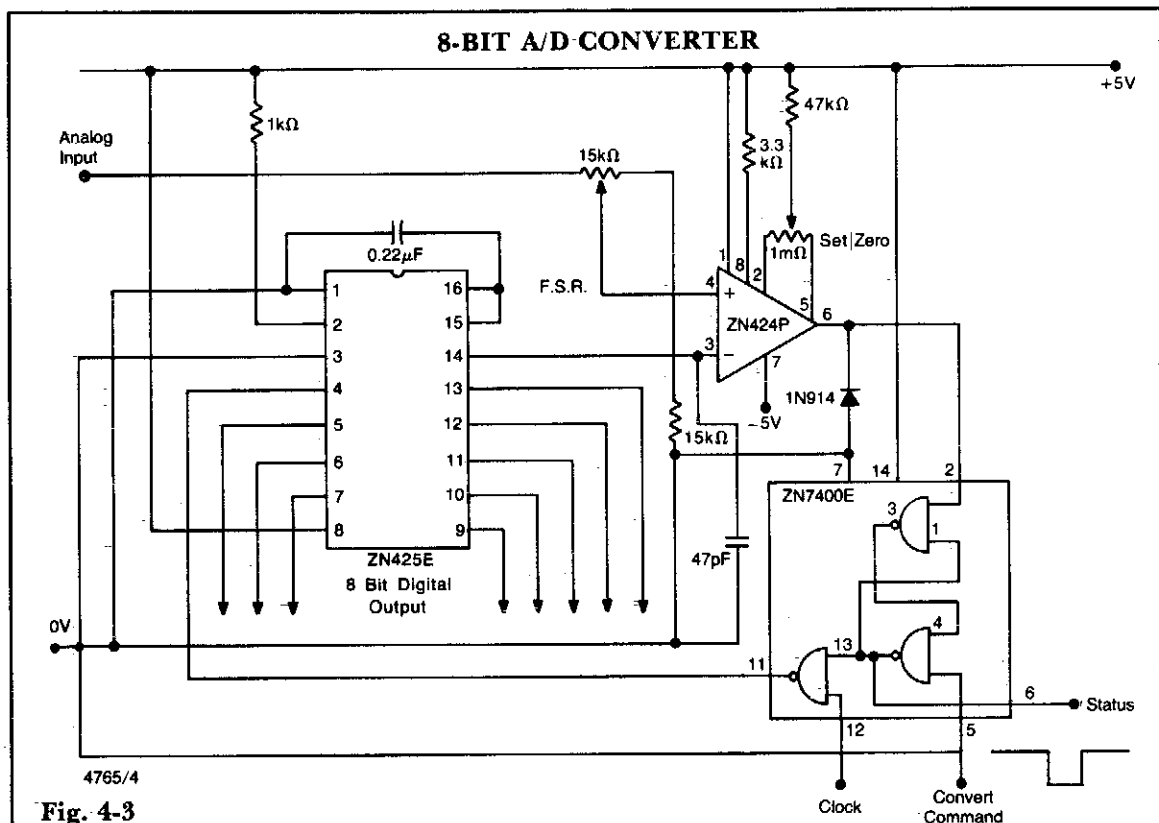 8-BIT A/D CONVERTER
+5V
47kΩ
1kΩ
3.3
kΩ
Analog
Input
15kΩ
0.22µF
1mΩ
Set|Zero
1
8
2
4
+
5
6
F.S.R.
ZN424P
3
−
7
−5V
1N914
1
2
3
4
5
6
7
8
16
15
14
13
12
11
10
9
15kΩ
ZN425E
8 Bit Digital
Output
47pF
7
14
2
ZN7400E
3
1
4
13
11
12
6
5
Status
0V
4765/4
Clock
Convert
Command
Fig. 4-3